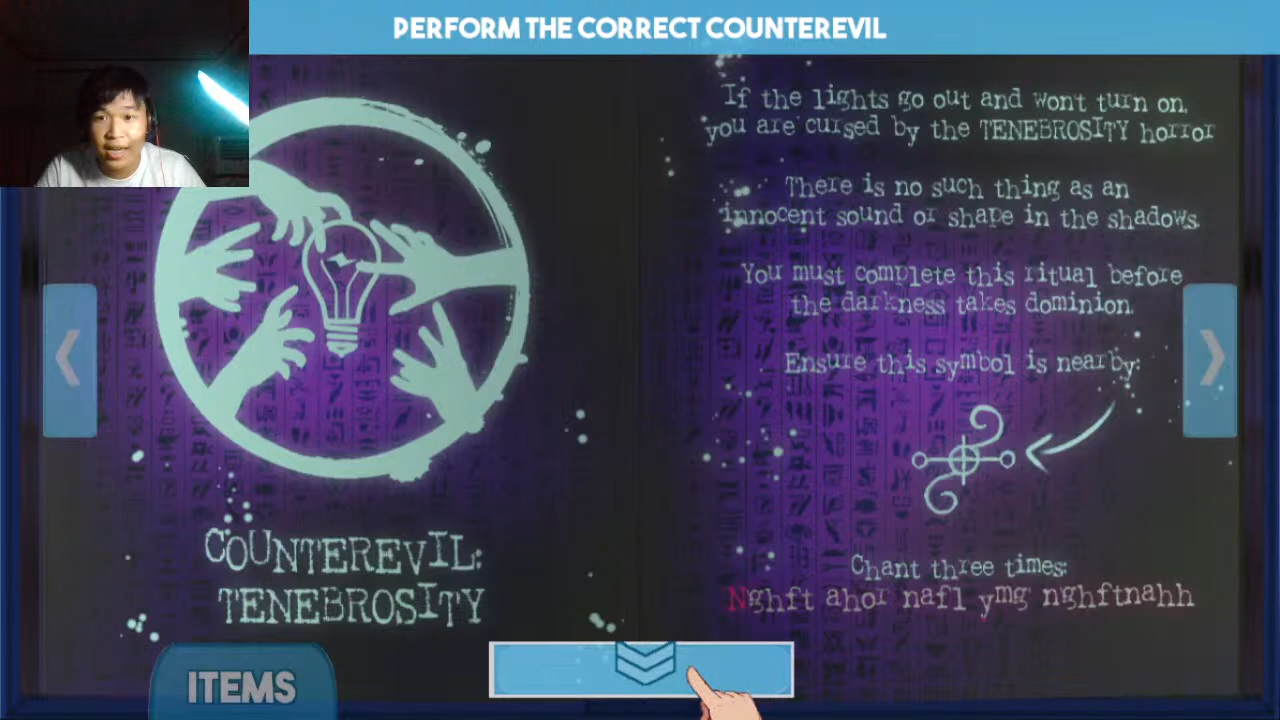 PERFORM THE CORRECT COUNTEREVIL
If the lights go out and wont turn on,
you are cursed by the TENEBROSITY horror
There is no such thing as an
innocent sound or shape in the shadows.
You must complete this ritual before
the darkness takes dominion.
Ensure this symbol is nearby:
COUNTEREVIL:
TENEBROSITY
Chant three times:
Nghft ahor nafl ymg nghftnahh
ITEMS